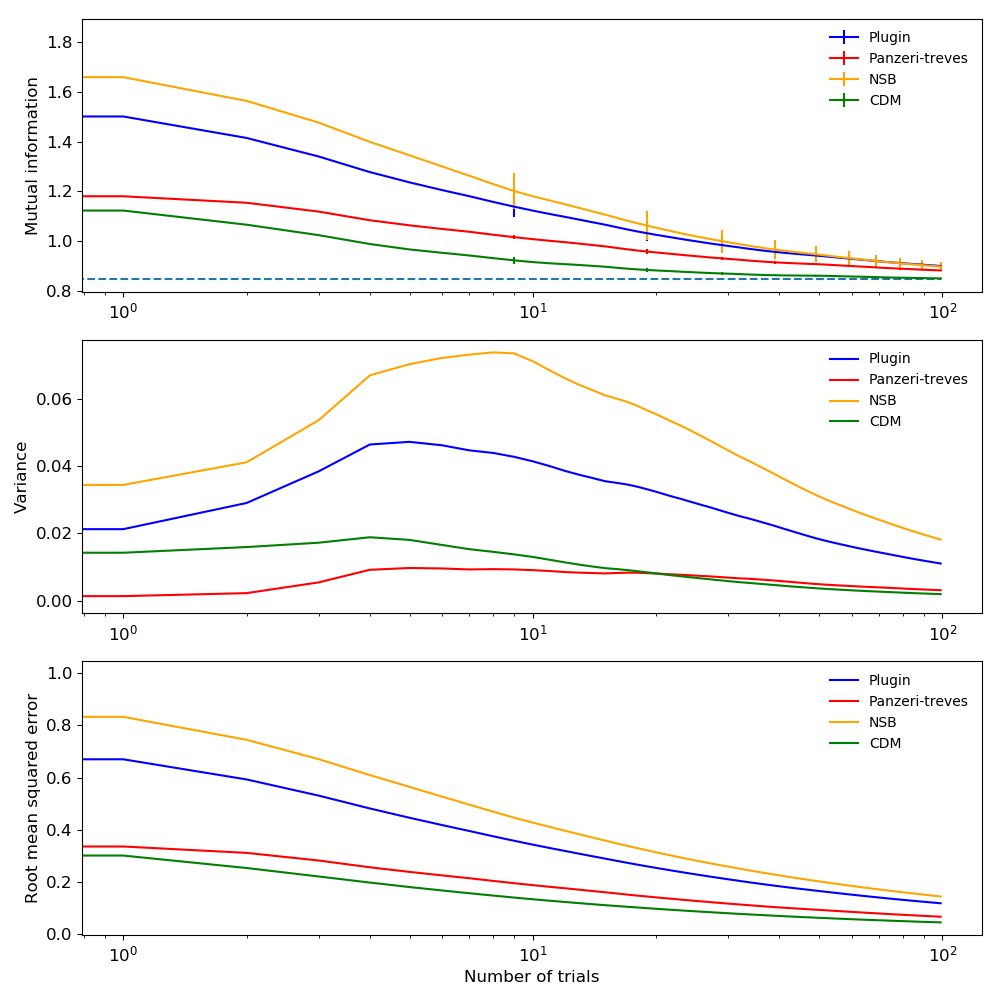 1.8
1.6
1.4
1.2
1.0
0.8
Mutual information
Plugin
Panzeri-treves
NSB
CDM
10^0
10^1
10^2
0.06
0.04
0.02
0.00
Variance
Plugin
Panzeri-treves
NSB
CDM
10^0
10^1
10^2
1.0
0.8
0.6
0.4
0.2
0.0
Root mean squared error
Plugin
Panzeri-treves
NSB
CDM
10^0
10^1
10^2
Number of trials